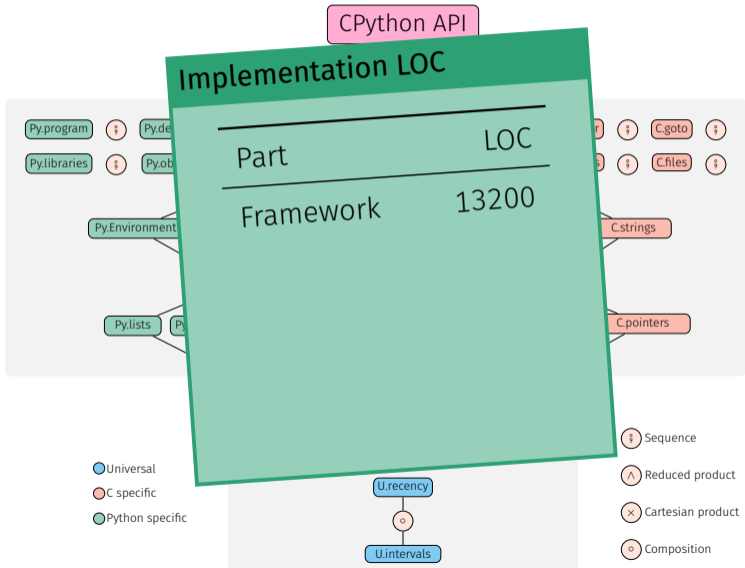 CPython API
Implementation LOC
Part LOC
Framework 13200
Py.program
C.goto
Py.libraries
C.files
Py.Environment
C.strings
Py.lists
C.pointers
Universal
C specific
Python specific
U.recency
U.intervals
Sequence
Reduced product
Cartesian product
Composition